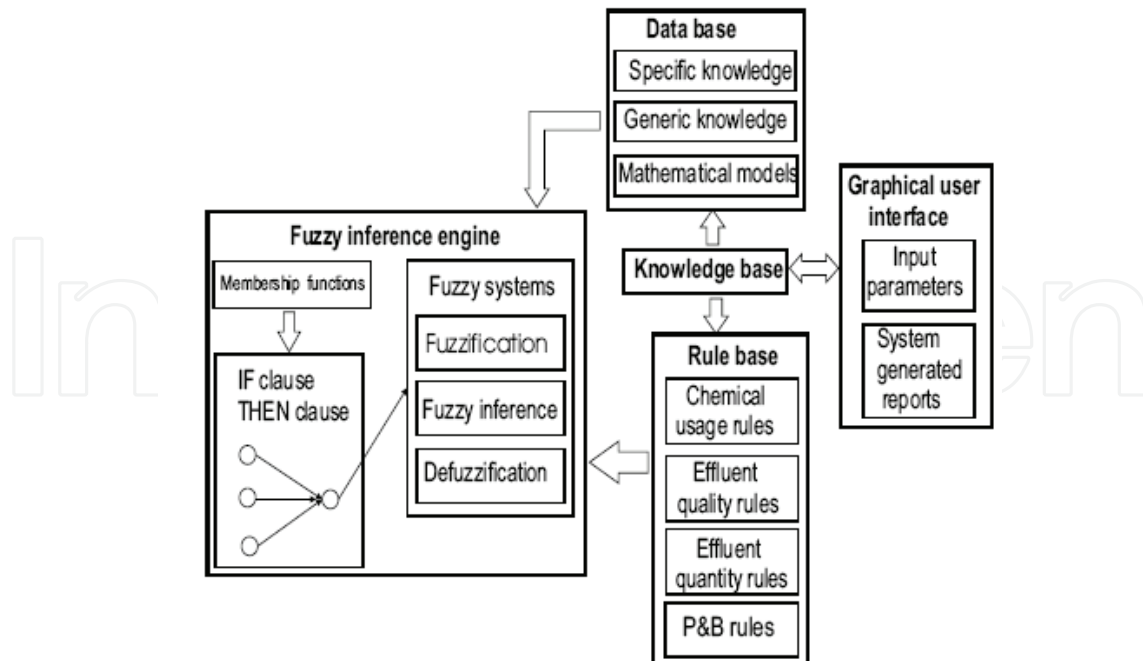 Data base
Specific knowledge
Generic knowledge
Mathematical models
Graphical user
interface
Input
parameters
System
generated
reports
Knowledge base
Fuzzy inference engine
Membership functions
IF clause
THEN clause
Fuzzy systems
Fuzzification
Fuzzy inference
Defuzzification
Rule base
Chemical
usage rules
Effluent
quality rules
Effluent
quantity rules
P&B rules
In
en